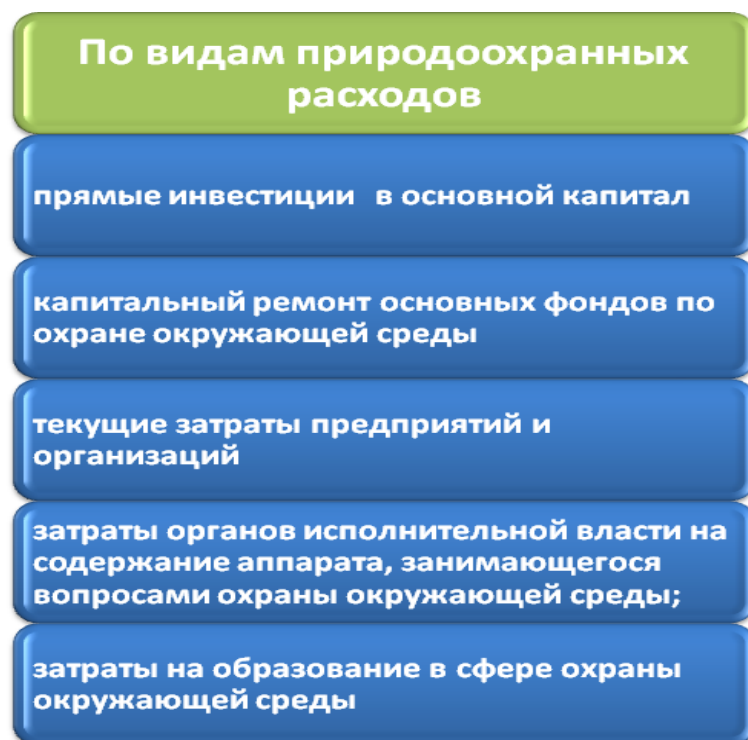 По видам природоохранных
расходов
прямые инвестиции в основной капитал
капитальный ремонт основных фондов по
охране окружающей среды
текущие затраты предприятий и
организаций
затраты органов исполнительной власти на
содержание аппарата, занимающегося
вопросами охраны окружающей среды;
затраты на образование в сфере охраны
окружающей среды